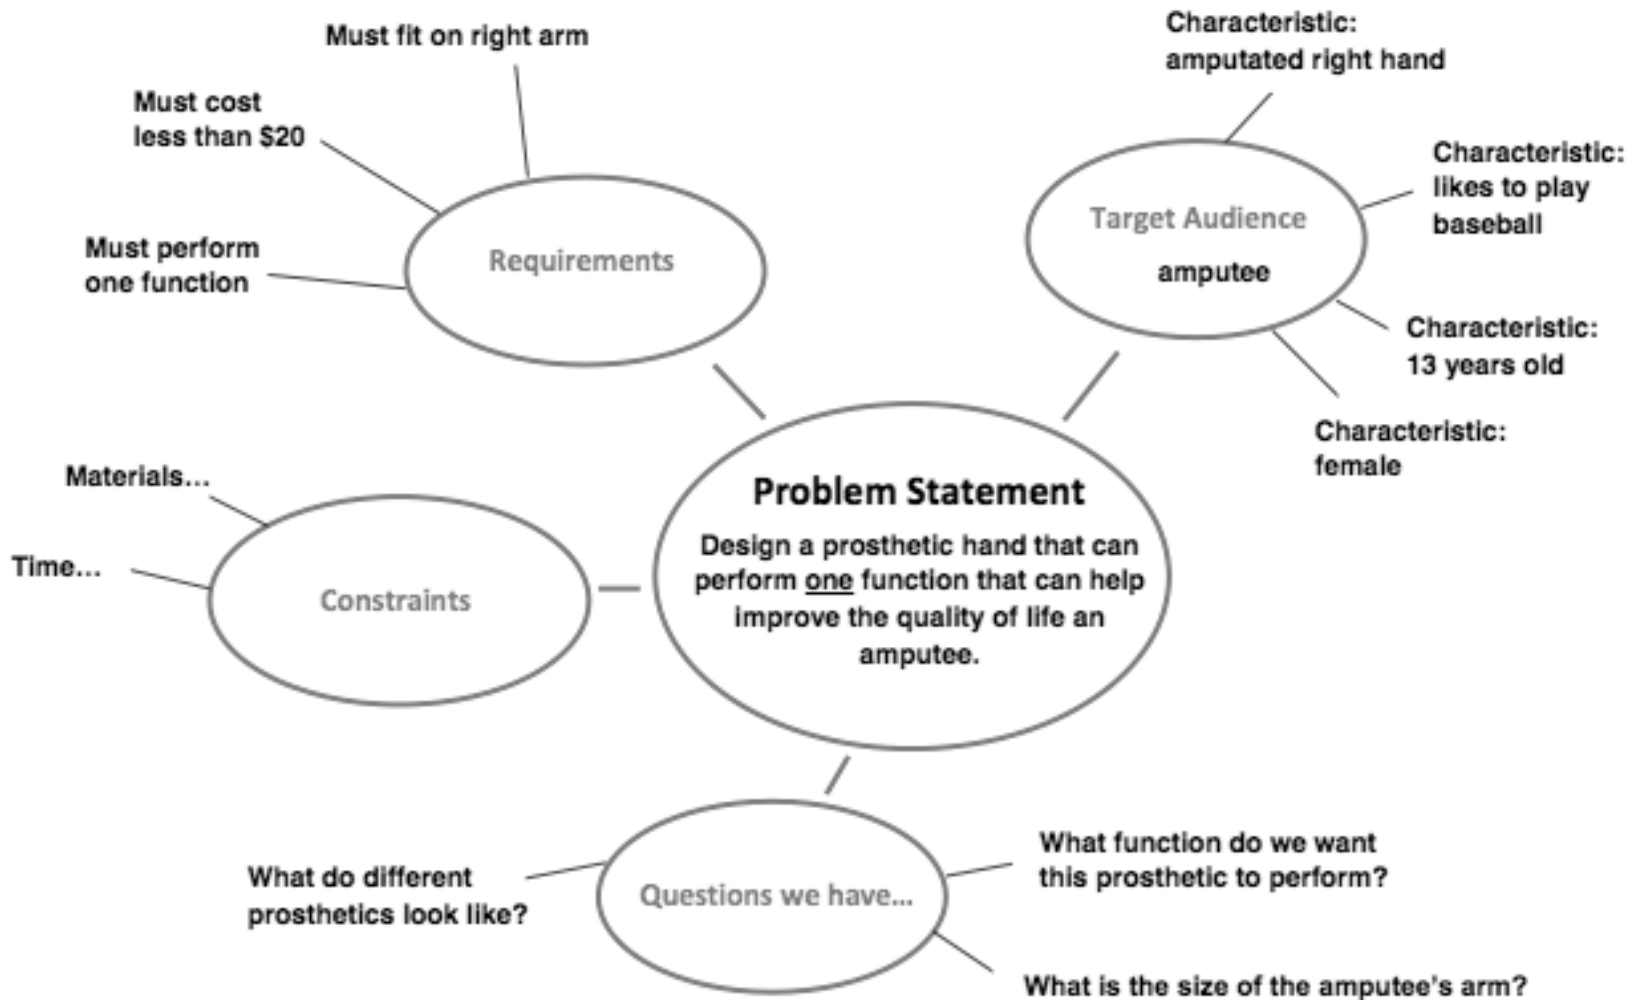 Must fit on right arm
Must cost
less than $20
Must perform
one function
Requirements
Characteristic:
amputated right hand
Characteristic:
likes to play
baseball
Target Audience
amputee
Characteristic:
13 years old
Characteristic:
female
Materials...
Time...
Constraints
Problem Statement
Design a prosthetic hand that can
perform one function that can help
improve the quality of life an
amputee.
What do different
prosthetics look like?
Questions we have...
What function do we want
this prosthetic to perform?
What is the size of the amputee's arm?